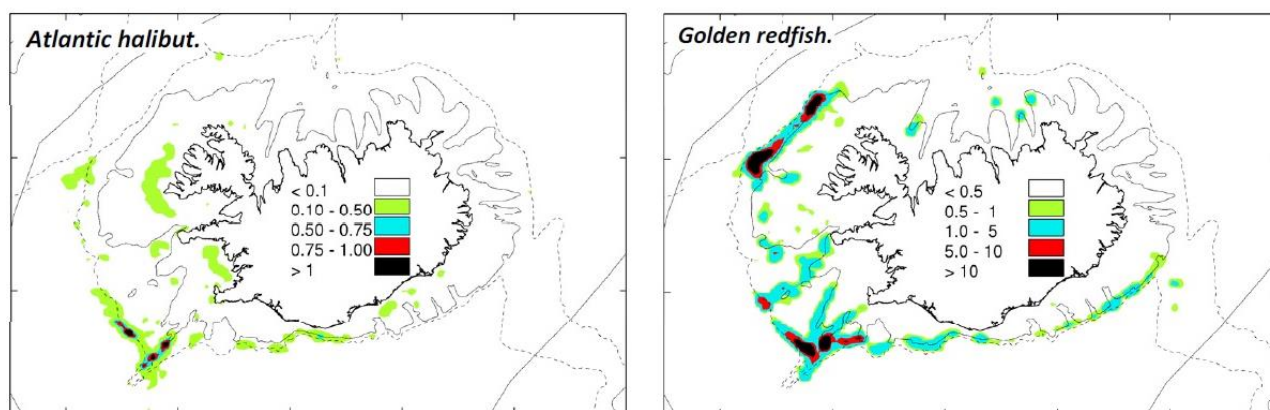 Atlantic halibut.
< 0.1
0.10 - 0.50
0.50 - 0.75
0.75 - 1.00
> 1
Golden redfish.
< 0.5
0.5 - 1
1.0 - 5
5.0 - 10
> 10